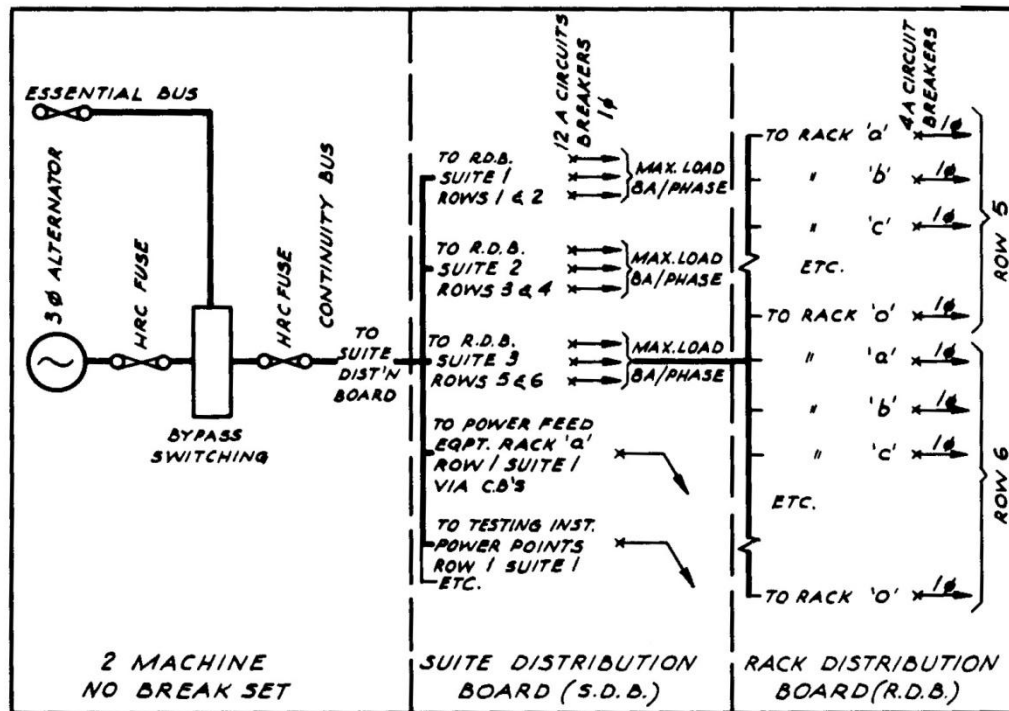 ESSENTIAL BUS
3Ø ALTERNATOR
HRC FUSE
HRC FUSE
CONTINUITY BUS
BYPASS
SWITCHING
TO
SUITE
DIST'N
BOARD
2 MACHINE
NO BREAK SET
12 A CIRCUITS
BREAKERS
1Ø
TO R.D.B.
SUITE 1
ROWS 1 & 2
MAX. LOAD
8A/PHASE
TO R.D.B.
SUITE 2
ROWS 3 & 4
MAX. LOAD
8A/PHASE
TO R.D.B.
SUITE 3
ROWS 5 & 6
MAX. LOAD
8A/PHASE
TO POWER FEED
EQPT. RACK 'a'
ROW 1 SUITE 1
VIA C.B'S
TO TESTING INST.
POWER POINTS
ROW 1 SUITE 1
ETC.
SUITE DISTRIBUTION
BOARD (S.D.B.)
4A CIRCUIT
BREAKERS
TO RACK 'a' 1Ø
" 'b' 1Ø
" 'c' 1Ø
ETC.
TO RACK 'o' 1Ø
ROW 5
" 'a' 1Ø
" 'b' 1Ø
" 'c' 1Ø
ETC.
TO RACK 'o' 1Ø
ROW 6
RACK DISTRIBUTION
BOARD (R.D.B.)